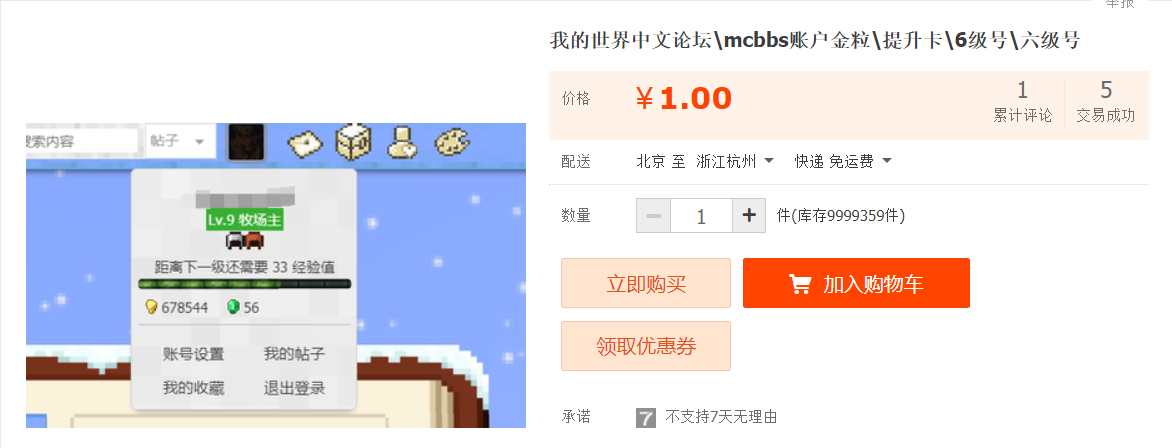 举报
我的世界中文论坛\mcbbs账户金粒\提升卡\6级号\六级号
价格 ¥1.00 1 累计评论 5 交易成功
配送 北京 至 浙江杭州 快递 免运费
数量 1 件(库存9999359件)
立即购买 加入购物车
领取优惠券
承诺 7 不支持7天无理由
搜索内容 帖子
Lv.9 牧场主
距离下一级还需要 33 经验值
678544 56
账号设置 我的帖子
我的收藏 退出登录